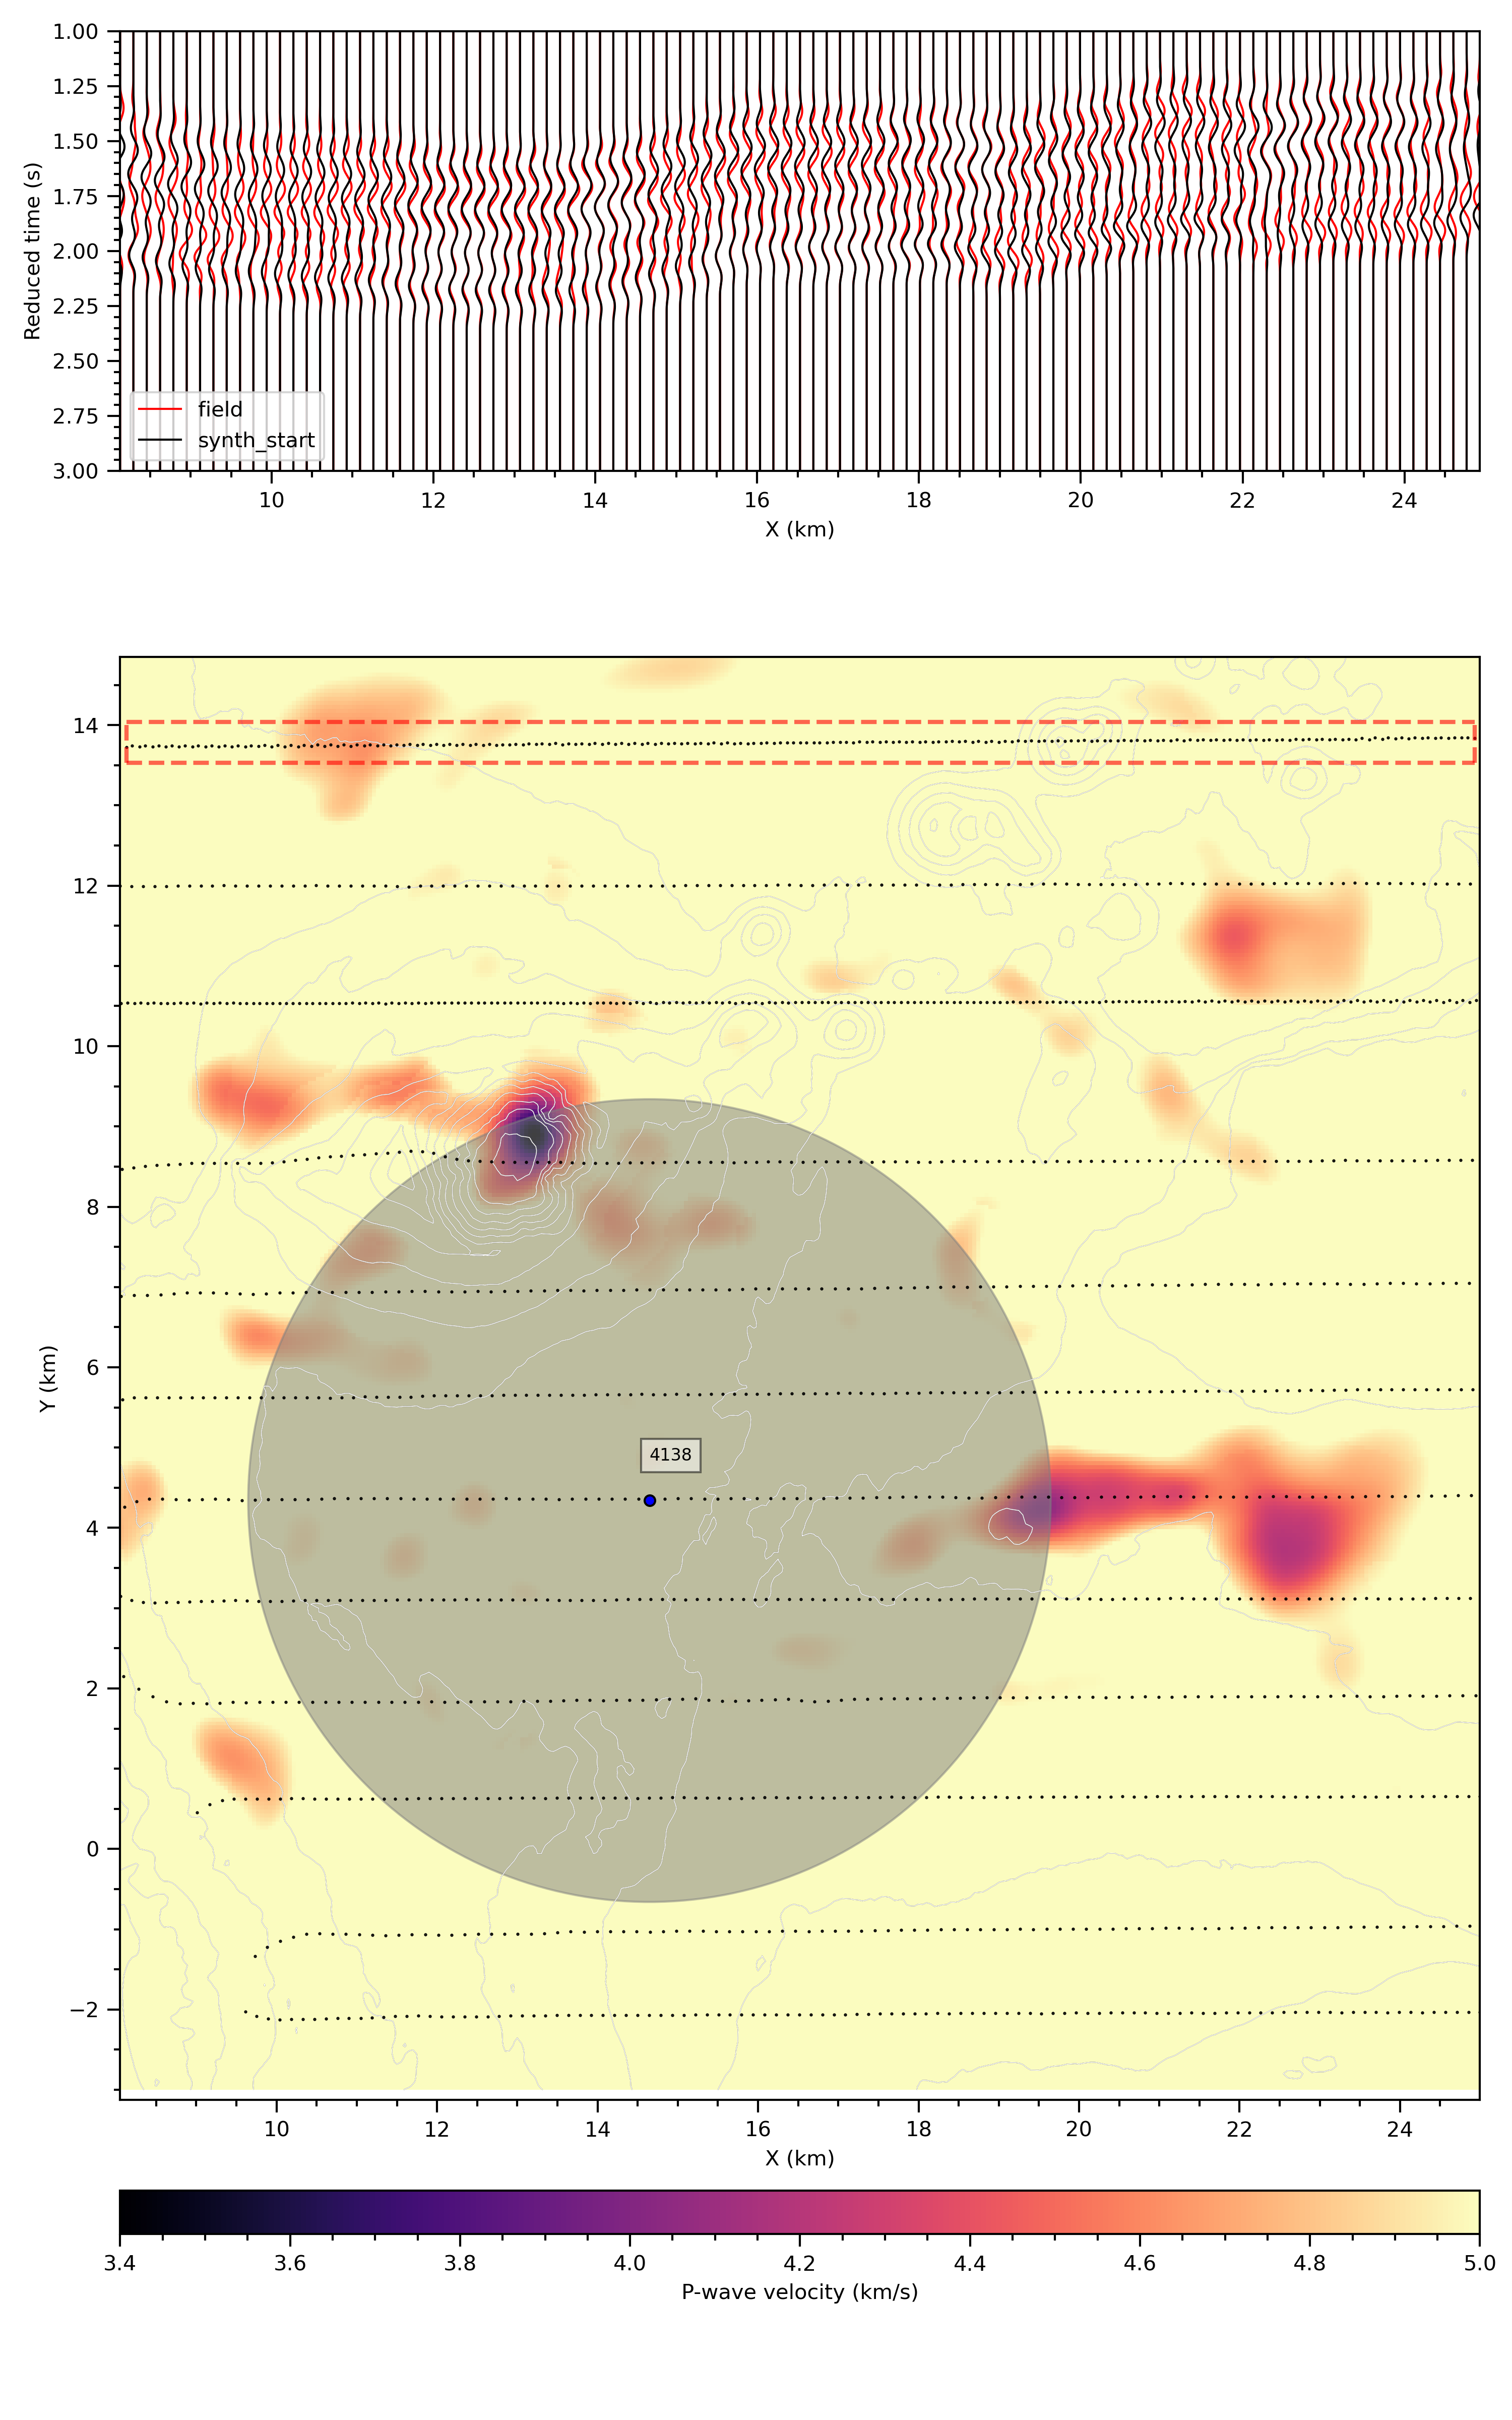 1.00
1.25
1.50
1.75
2.00
2.25
2.50
2.75
3.00
Reduced time (s)
field
synth_start
10 12 14 16 18 20 22 24
X (km)
14
12
10
8
6
4
2
0
−2
Y (km)
4138
10 12 14 16 18 20 22 24
X (km)
3.4 3.6 3.8 4.0 4.2 4.4 4.6 4.8 5.0
P-wave velocity (km/s)